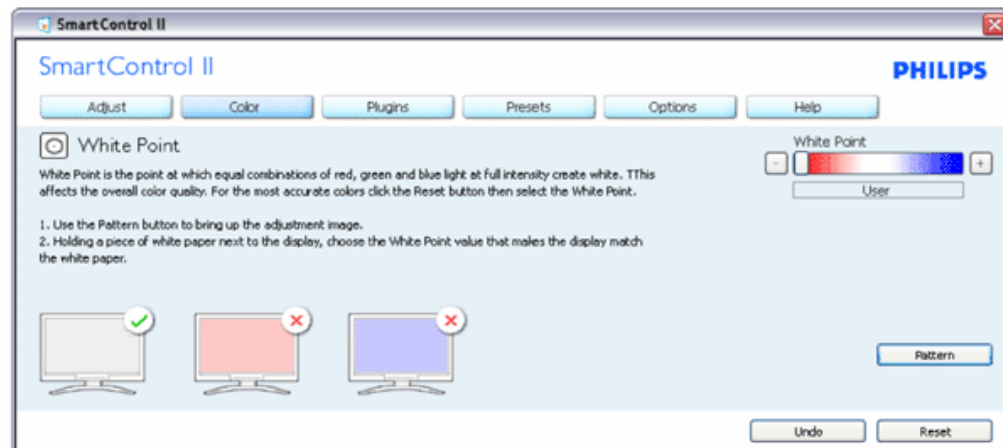 SmartControl II
SmartControl II
PHILIPS
Adjust Color Plugins Presets Options Help
White Point
White Point is the point at which equal combinations of red, green and blue light at full intensity create white. TThis
affects the overall color quality. For the most accurate colors click the Reset button then select the White Point.
1. Use the Pattern button to bring up the adjustment image.
2. Holding a piece of white paper next to the display, choose the White Point value that makes the display match
the white paper.
White Point
- +
User
Pattern
Undo Reset